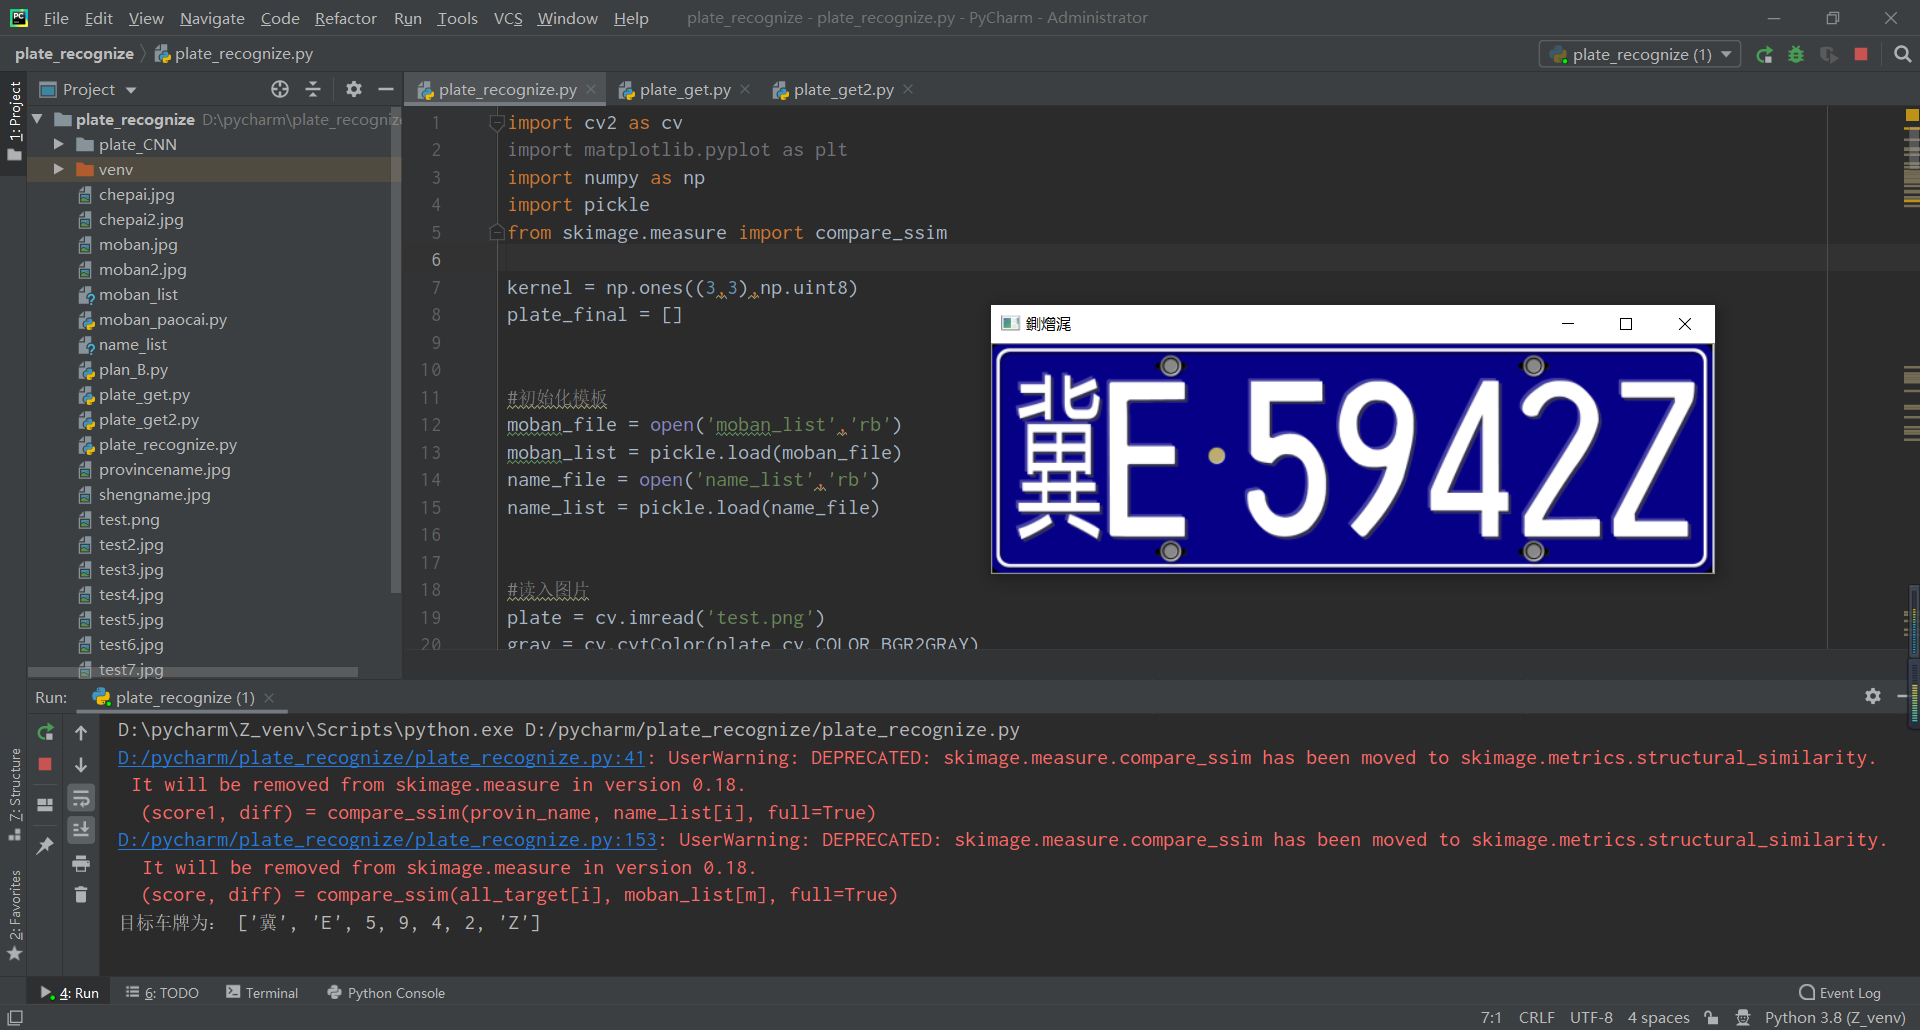 File Edit View Navigate Code Refactor Run Tools VCS Window Help plate_recognize - plate_recognize.py - PyCharm - Administrator
plate_recognize plate_recognize.py plate_recognize (1)
1: Project
Project
plate_recognize.py plate_get.py plate_get2.py
plate_recognize D:\pycharm\plate_recognize
plate_CNN
venv
chepai.jpg
chepai2.jpg
moban.jpg
moban2.jpg
moban_list
moban_paocai.py
name_list
plan_B.py
plate_get.py
plate_get2.py
plate_recognize.py
provincename.jpg
shengname.jpg
test.png
test2.jpg
test3.jpg
test4.jpg
test5.jpg
test6.jpg
test7.jpg
1 import cv2 as cv
2 import matplotlib.pyplot as plt
3 import numpy as np
4 import pickle
5 from skimage.measure import compare_ssim
6
7 kernel = np.ones((3,3),np.uint8)
8 plate_final = []
9
10
11 #初始化模板
12 moban_file = open('moban_list','rb')
13 moban_list = pickle.load(moban_file)
14 name_file = open('name_list','rb')
15 name_list = pickle.load(name_file)
16
17
18 #读入图片
19 plate = cv.imread('test.png')
20 gray = cv.cvtColor(plate,cv.COLOR_BGR2GRAY)
冀E·5942Z
Run: plate_recognize (1)
D:\pycharm\Z_venv\Scripts\python.exe D:/pycharm/plate_recognize/plate_recognize.py
D:/pycharm/plate_recognize/plate_recognize.py:41: UserWarning: DEPRECATED: skimage.measure.compare_ssim has been moved to skimage.metrics.structural_similarity.
It will be removed from skimage.measure in version 0.18.
(score1, diff) = compare_ssim(provin_name, name_list[i], full=True)
D:/pycharm/plate_recognize/plate_recognize.py:153: UserWarning: DEPRECATED: skimage.measure.compare_ssim has been moved to skimage.metrics.structural_similarity.
It will be removed from skimage.measure in version 0.18.
(score, diff) = compare_ssim(all_target[i], moban_list[m], full=True)
目标车牌为: ['冀', 'E', 5, 9, 4, 2, 'Z']
7: Structure
2: Favorites
4: Run 6: TODO Terminal Python Console Event Log
7:1 CRLF UTF-8 4 spaces Python 3.8 (Z_venv)